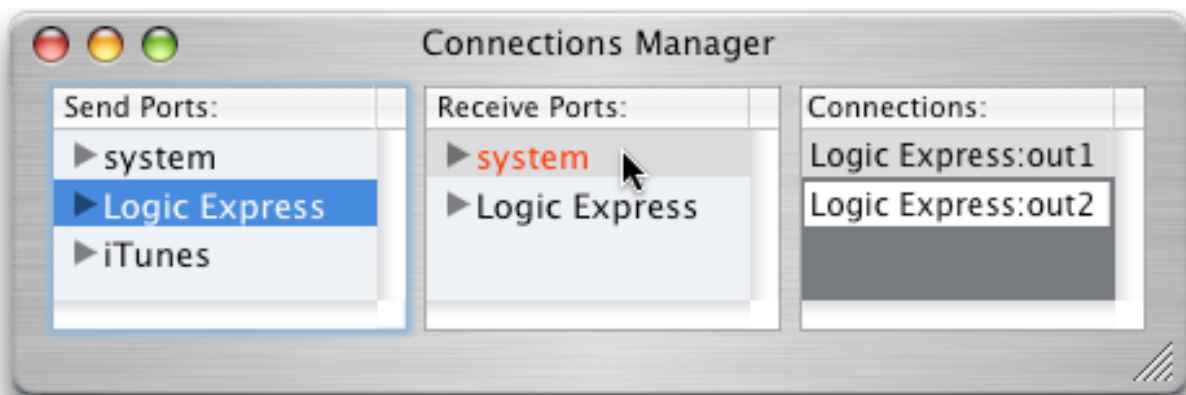 Connections Manager
Send Ports:
system
Logic Express
iTunes
Receive Ports:
system
Logic Express
Connections:
Logic Express:out1
Logic Express:out2